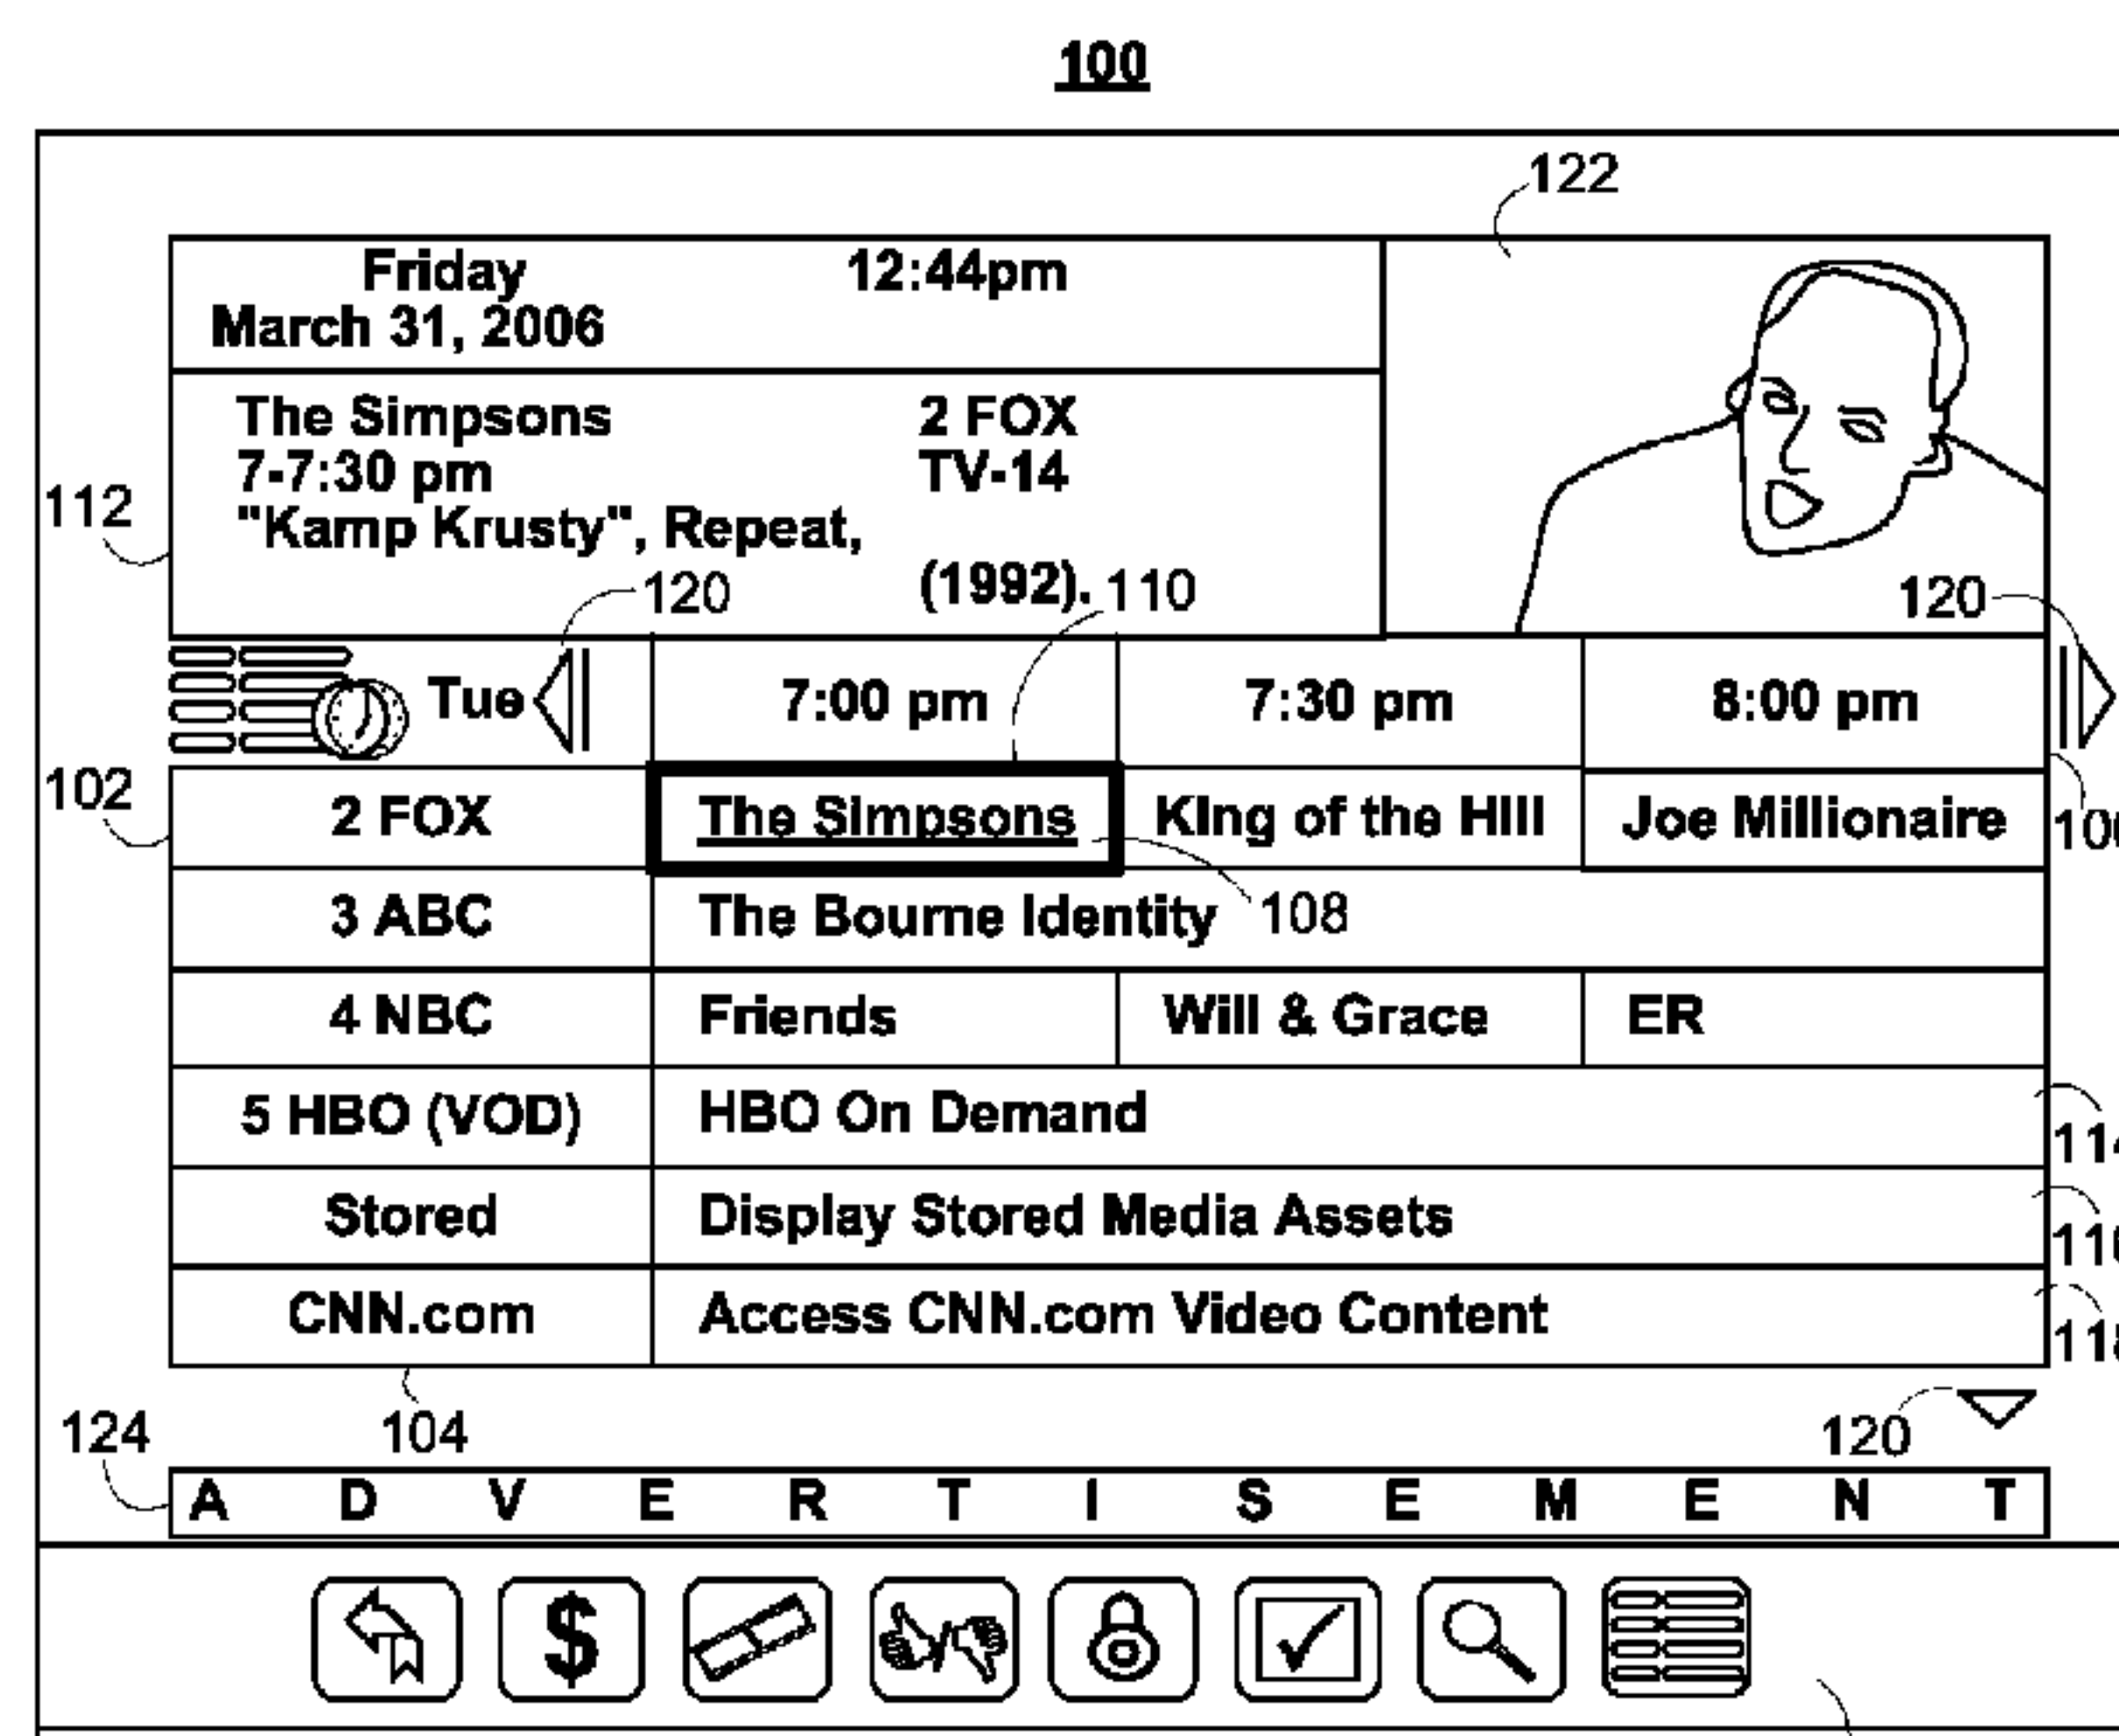 100
122
Friday 12:44pm
March 31, 2006
The Simpsons 2 FOX
7-7:30 pm TV-14
112
"Kamp Krusty", Repeat,
(1992).
120 110 120
Tue 7:00 pm 7:30 pm 8:00 pm
102
2 FOX The Simpsons KIng of the HIll Joe Millionaire
3 ABC The Bourne Identity 108
4 NBC Friends Will & Grace ER
5 HBO (VOD) HBO On Demand
Stored Display Stored Media Assets
CNN.com Access CNN.com Video Content
124 104 120
A D V E R T I S E M E N T
$